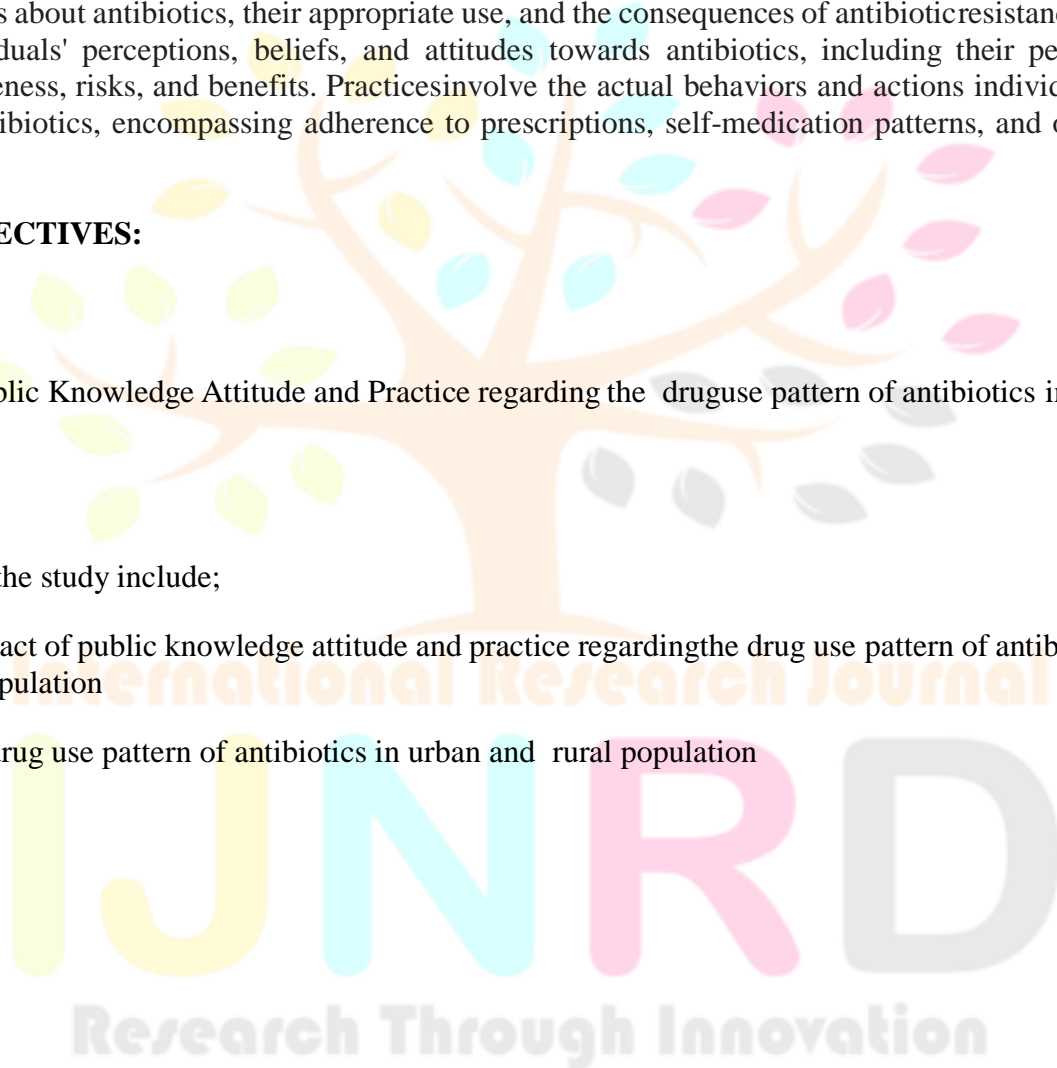 s about antibiotics, their appropriate use, and the consequences of antibioticresistan
duals' perceptions, beliefs, and attitudes towards antibiotics, including their pe
eness, risks, and benefits. Practicesinvolve the actual behaviors and actions individ
ibiotics, encompassing adherence to prescriptions, self-medication patterns, and
ECTIVES:
blic Knowledge Attitude and Practice regarding the druguse pattern of antibiotics i
the study include;
act of public knowledge attitude and practice regardingthe drug use pattern of antib
pulation
International Research Journal
drug use pattern of antibiotics in urban and rural population
IJNRD
Research Through Innovation